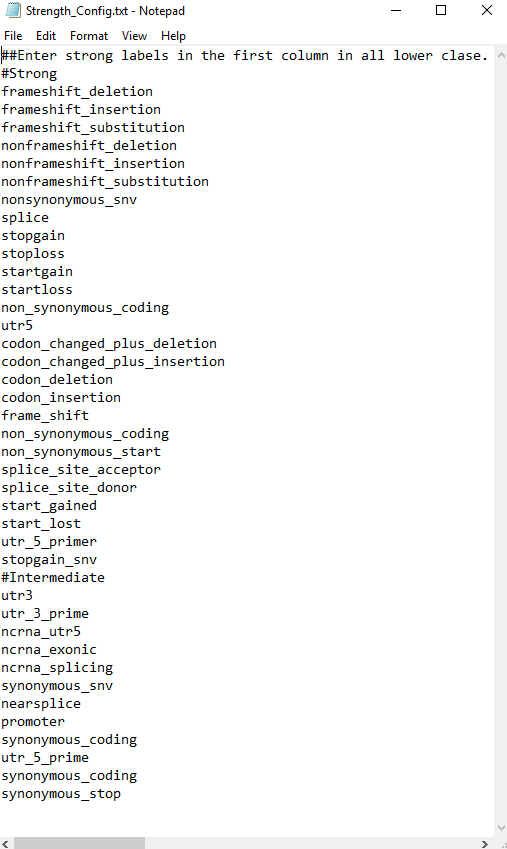 Strength_Config.txt - Notepad
File Edit Format View Help
##Enter strong labels in the first column in all lower clase.
#Strong
frameshift_deletion
frameshift_insertion
frameshift_substitution
nonframeshift_deletion
nonframeshift_insertion
nonframeshift_substitution
nonsynonymous_snv
splice
stopgain
stoploss
startgain
startloss
non_synonymous_coding
utr5
codon_changed_plus_deletion
codon_changed_plus_insertion
codon_deletion
codon_insertion
frame_shift
non_synonymous_coding
non_synonymous_start
splice_site_acceptor
splice_site_donor
start_gained
start_lost
utr_5_primer
stopgain_snv
#Intermediate
utr3
utr_3_prime
ncrna_utr5
ncrna_exonic
ncrna_splicing
synonymous_snv
nearsplice
promoter
synonymous_coding
utr_5_prime
synonymous_coding
synonymous_stop